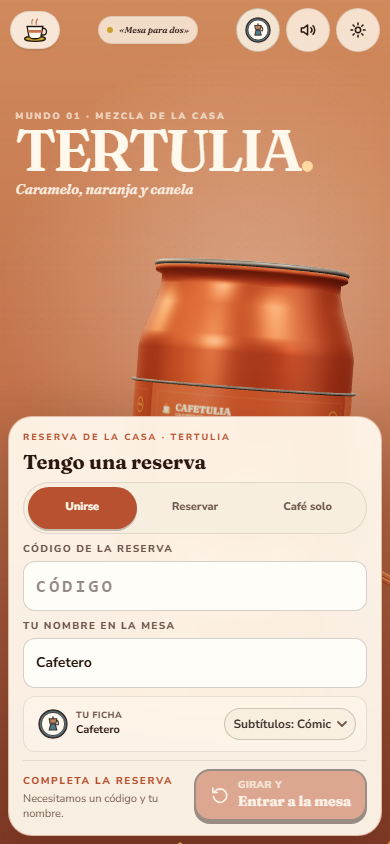 «Mesa para dos»
MUNDO 01 · MEZCLA DE LA CASA
TERTULIA.
Caramelo, naranja y canela
CAFETULIA
RESERVA DE LA CASA · TERTULIA
Tengo una reserva
Unirse
Reservar
Café solo
CÓDIGO DE LA RESERVA
CÓDIGO
TU NOMBRE EN LA MESA
Cafetero
TU FICHA
Cafetero
Subtítulos: Cómic
COMPLETA LA RESERVA
Necesitamos un código y tu
nombre.
GIRAR Y
Entrar a la mesa